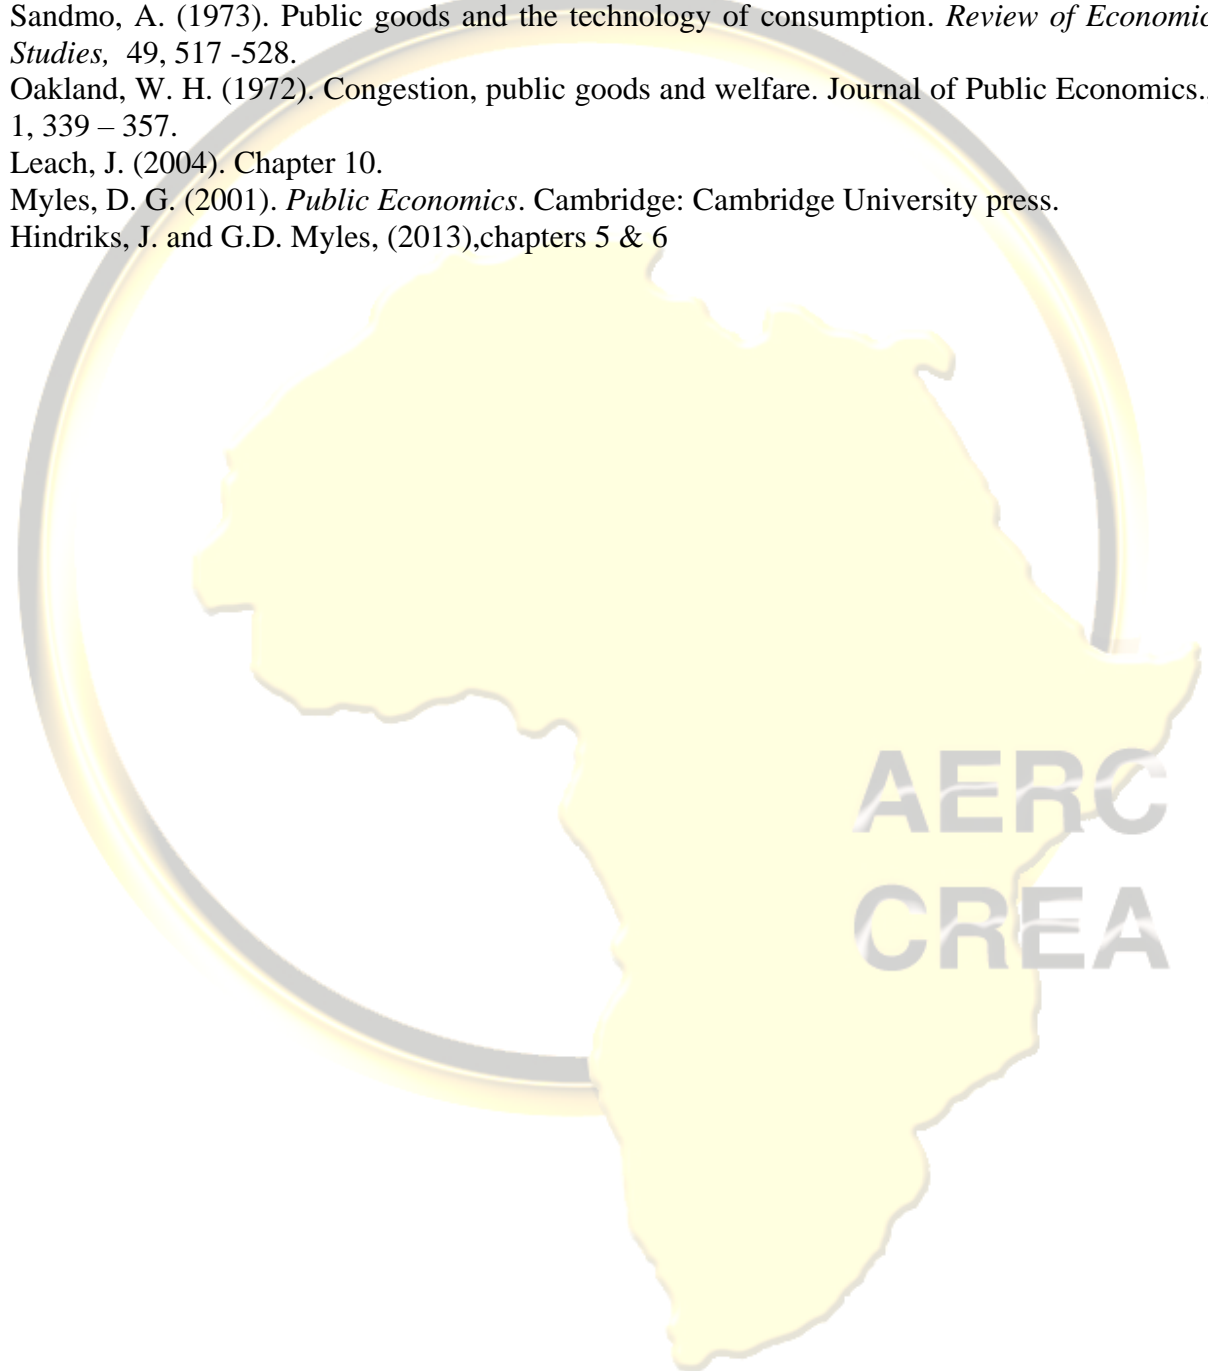 Sandmo, A. (1973). Public goods and the technology of consumption. Review of Economic
Studies, 49, 517 -528.
Oakland, W. H. (1972). Congestion, public goods and welfare. Journal of Public Economics..
1, 339 – 357.
Leach, J. (2004). Chapter 10.
Myles, D. G. (2001). Public Economics. Cambridge: Cambridge University press.
Hindriks, J. and G.D. Myles, (2013),chapters 5 & 6
AERC
CREA